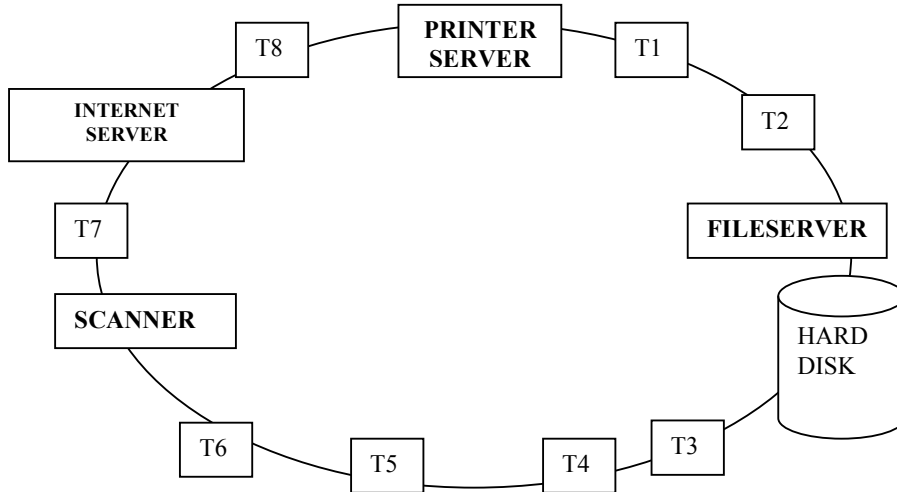 T8
PRINTER
SERVER
T1
INTERNET
SERVER
T2
T7
FILESERVER
SCANNER
HARD
DISK
T6
T5
T4
T3